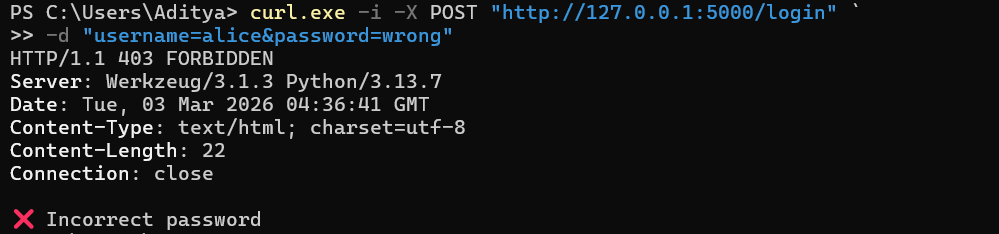 PS C:\Users\Aditya> curl.exe -i -X POST "http://127.0.0.1:5000/login" `
>> -d "username=alice&password=wrong"
HTTP/1.1 403 FORBIDDEN
Server: Werkzeug/3.1.3 Python/3.13.7
Date: Tue, 03 Mar 2026 04:36:41 GMT
Content-Type: text/html; charset=utf-8
Content-Length: 22
Connection: close

❌ Incorrect password